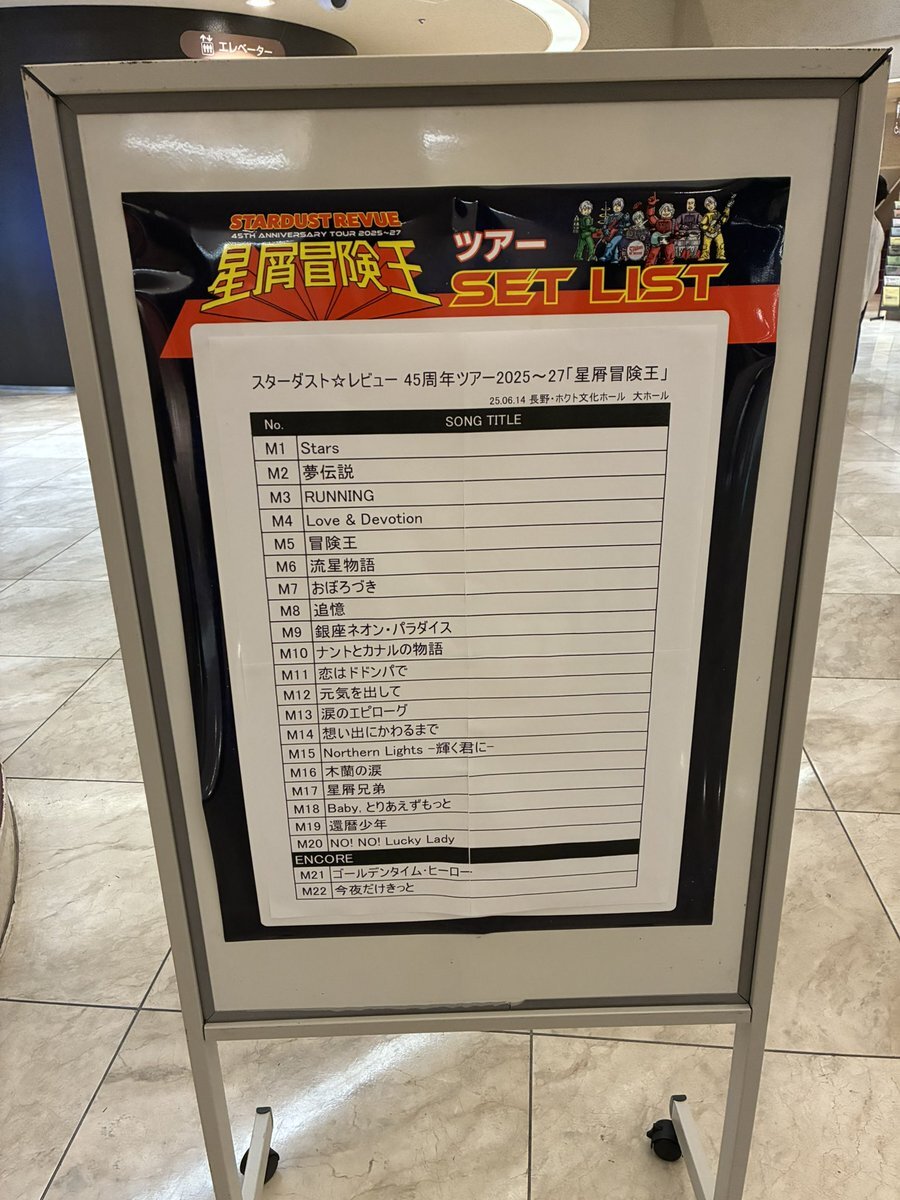 エレベーター
STARDUST REVUE
45TH ANNIVERSARY TOUR 2025~27
星屑冒険王
ツアー
SET LIST
スターダスト☆レビュー 45周年ツアー2025～27「星屑冒険王」
25.06.14 長野・ホクト文化ホール 大ホール
No. SONG TITLE
M1 Stars
M2 夢伝説
M3 RUNNING
M4 Love & Devotion
M5 冒険王
M6 流星物語
M7 おぼろづき
M8 追憶
M9 銀座ネオン・パラダイス
M10 ナントとカナルの物語
M11 恋はドドンパで
M12 元気を出して
M13 涙のエピローグ
M14 想い出にかわるまで
M15 Northern Lights -輝く君に-
M16 木蘭の涙
M17 星屑兄弟
M18 Baby, とりあえずもっと
M19 還暦少年
M20 NO! NO! Lucky Lady
ENCORE
M21 ゴールデンタイム・ヒーロー
M22 今夜だけきっと